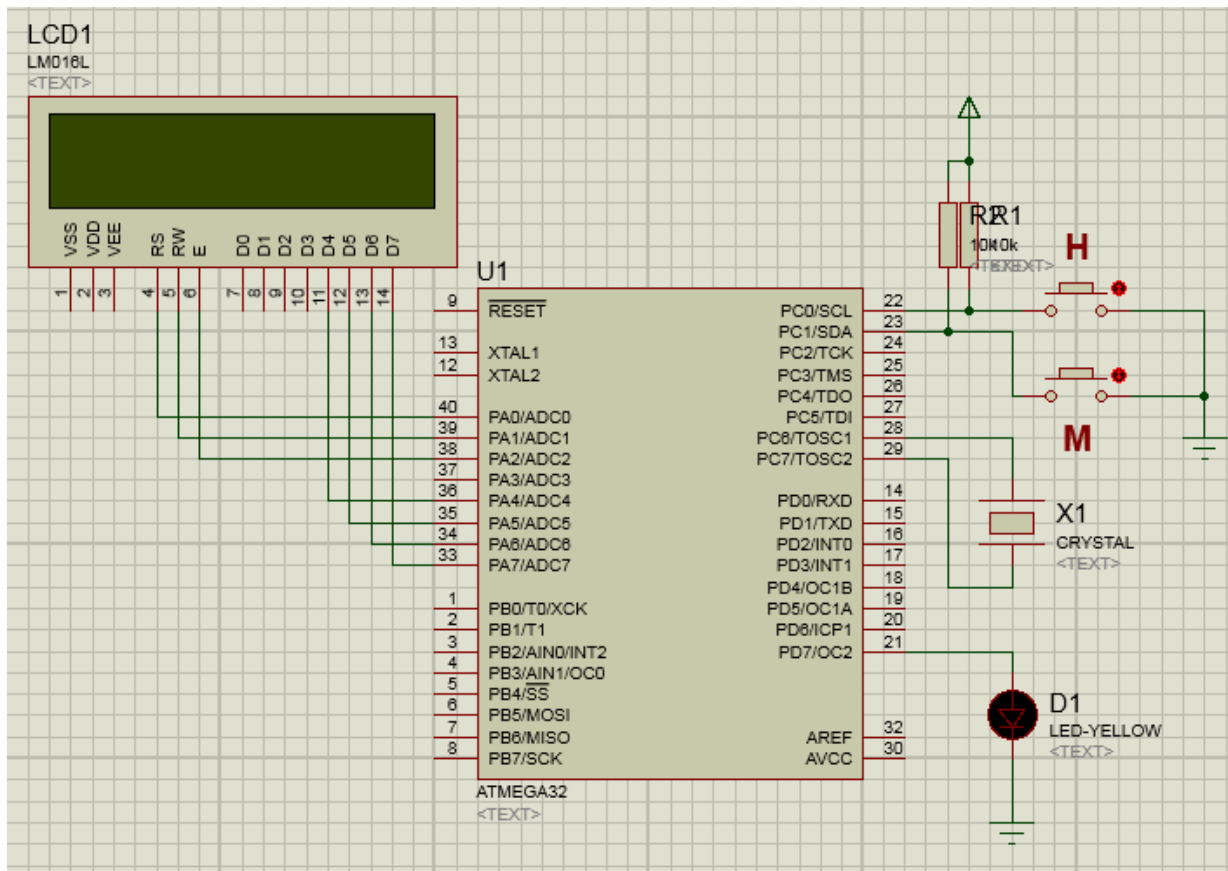 LCD1
LM016L
<TEXT>
VSS
VDD
VEE
RS
RW
E
D0
D1
D2
D3
D4
D5
D6
D7
1
2
3
4
5
6
7
8
9
10
11
12
13
14
U1
9
RESET
13
XTAL1
12
XTAL2
40
PA0/ADC0
39
PA1/ADC1
38
PA2/ADC2
37
PA3/ADC3
36
PA4/ADC4
35
PA5/ADC5
34
PA6/ADC6
33
PA7/ADC7
1
PB0/T0/XCK
2
PB1/T1
3
PB2/AIN0/INT2
4
PB3/AIN1/OC0
5
PB4/SS
6
PB5/MOSI
7
PB6/MISO
8
PB7/SCK
PC0/SCL
22
PC1/SDA
23
PC2/TCK
24
PC3/TMS
25
PC4/TDO
26
PC5/TDI
27
PC6/TOSC1
28
PC7/TOSC2
29
PD0/RXD
14
PD1/TXD
15
PD2/INT0
16
PD3/INT1
17
PD4/OC1B
18
PD5/OC1A
19
PD6/ICP1
20
PD7/OC2
21
AREF
32
AVCC
30
ATMEGA32
<TEXT>
R1
10k
H
M
X1
CRYSTAL
<TEXT>
D1
LED-YELLOW
<TEXT>